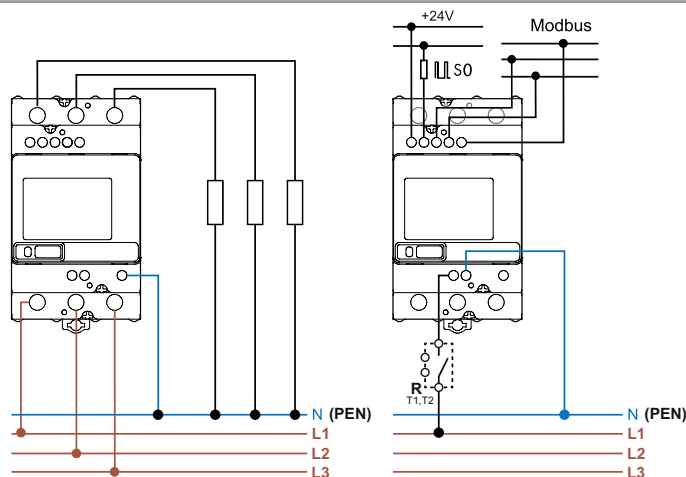 +24V
Modbus
S0
N (PEN)
L1
L2
L3
R
T1,T2
N (PEN)
L1
L2
L3